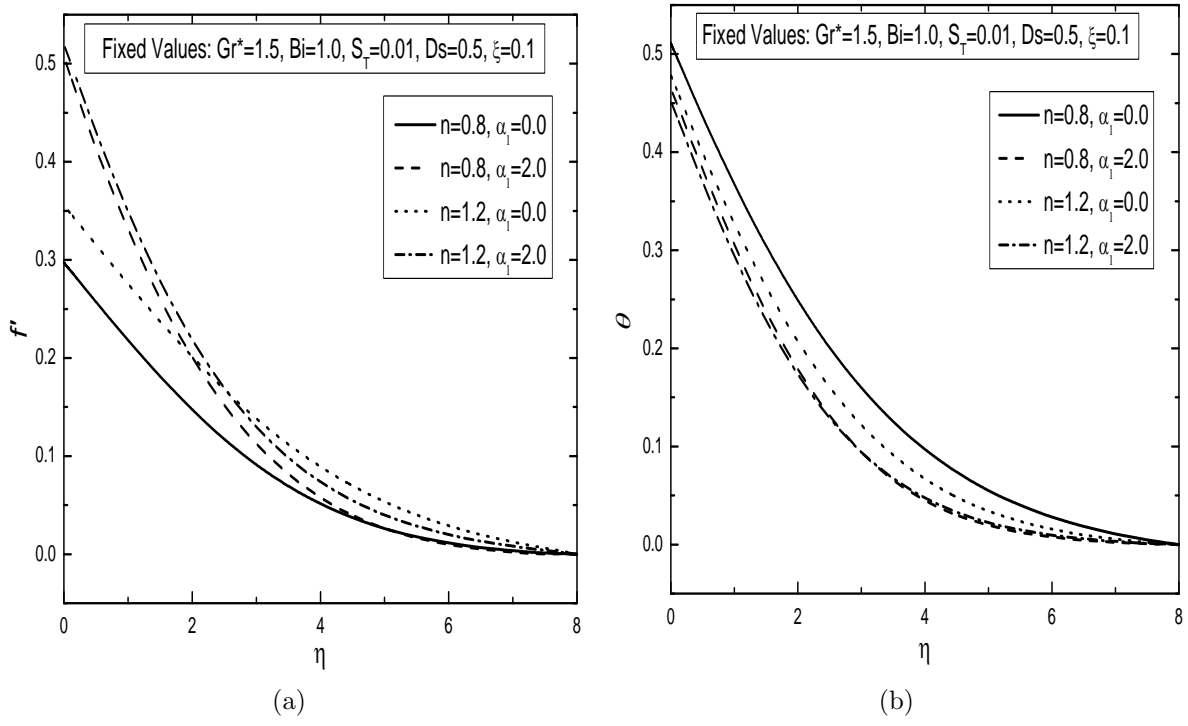 Fixed Values: Gr*=1.5, Bi=1.0, S_T=0.01, Ds=0.5, ξ=0.1
n=0.8, α_1=0.0
n=0.8, α_1=2.0
n=1.2, α_1=0.0
n=1.2, α_1=2.0
0.5
0.4
0.3
0.2
0.1
0.0
f'
0 2 4 6 8
η
(a)
Fixed Values: Gr*=1.5, Bi=1.0, S_T=0.01, Ds=0.5, ξ=0.1
n=0.8, α_1=0.0
n=0.8, α_1=2.0
n=1.2, α_1=0.0
n=1.2, α_1=2.0
0.5
0.4
0.3
0.2
0.1
0.0
θ
0 2 4 6 8
η
(b)